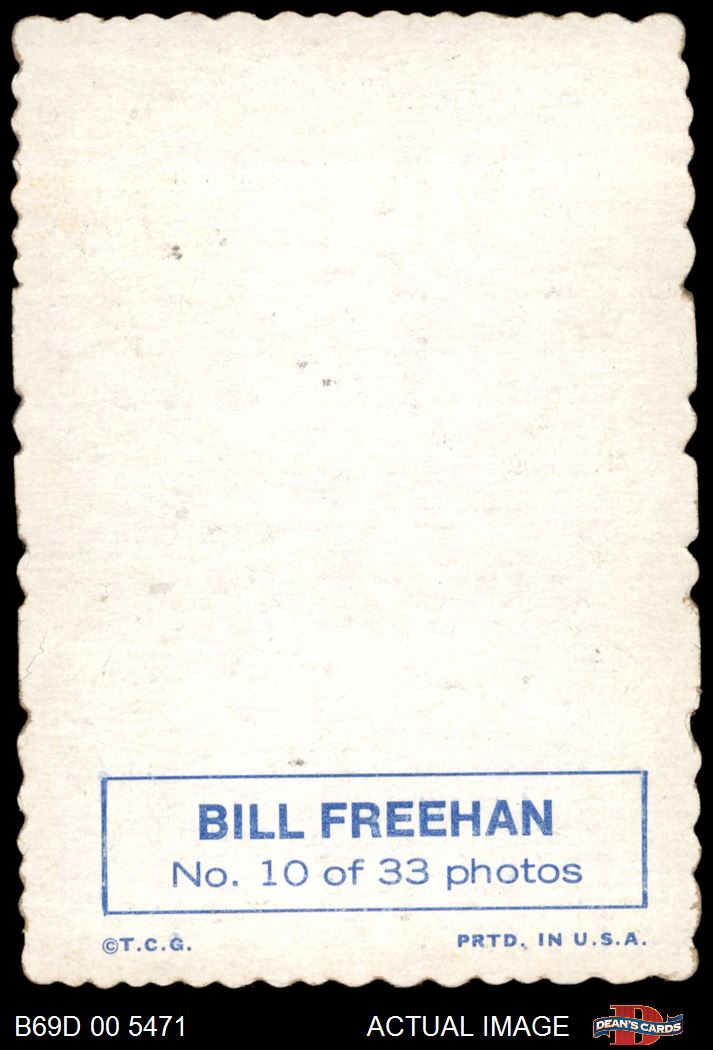 BILL FREEHAN
No. 10 of 33 photos
©T.C.G. PRTD. IN U.S.A.
B69D 00 5471 ACTUAL IMAGE D DEAN'S CARDS